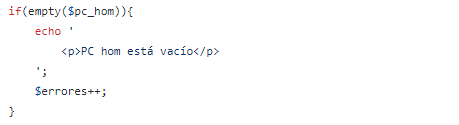 if(empty($pc_hom)){
    echo '
        <p>PC hom está vacío</p>
    ';
    $errores++;
}